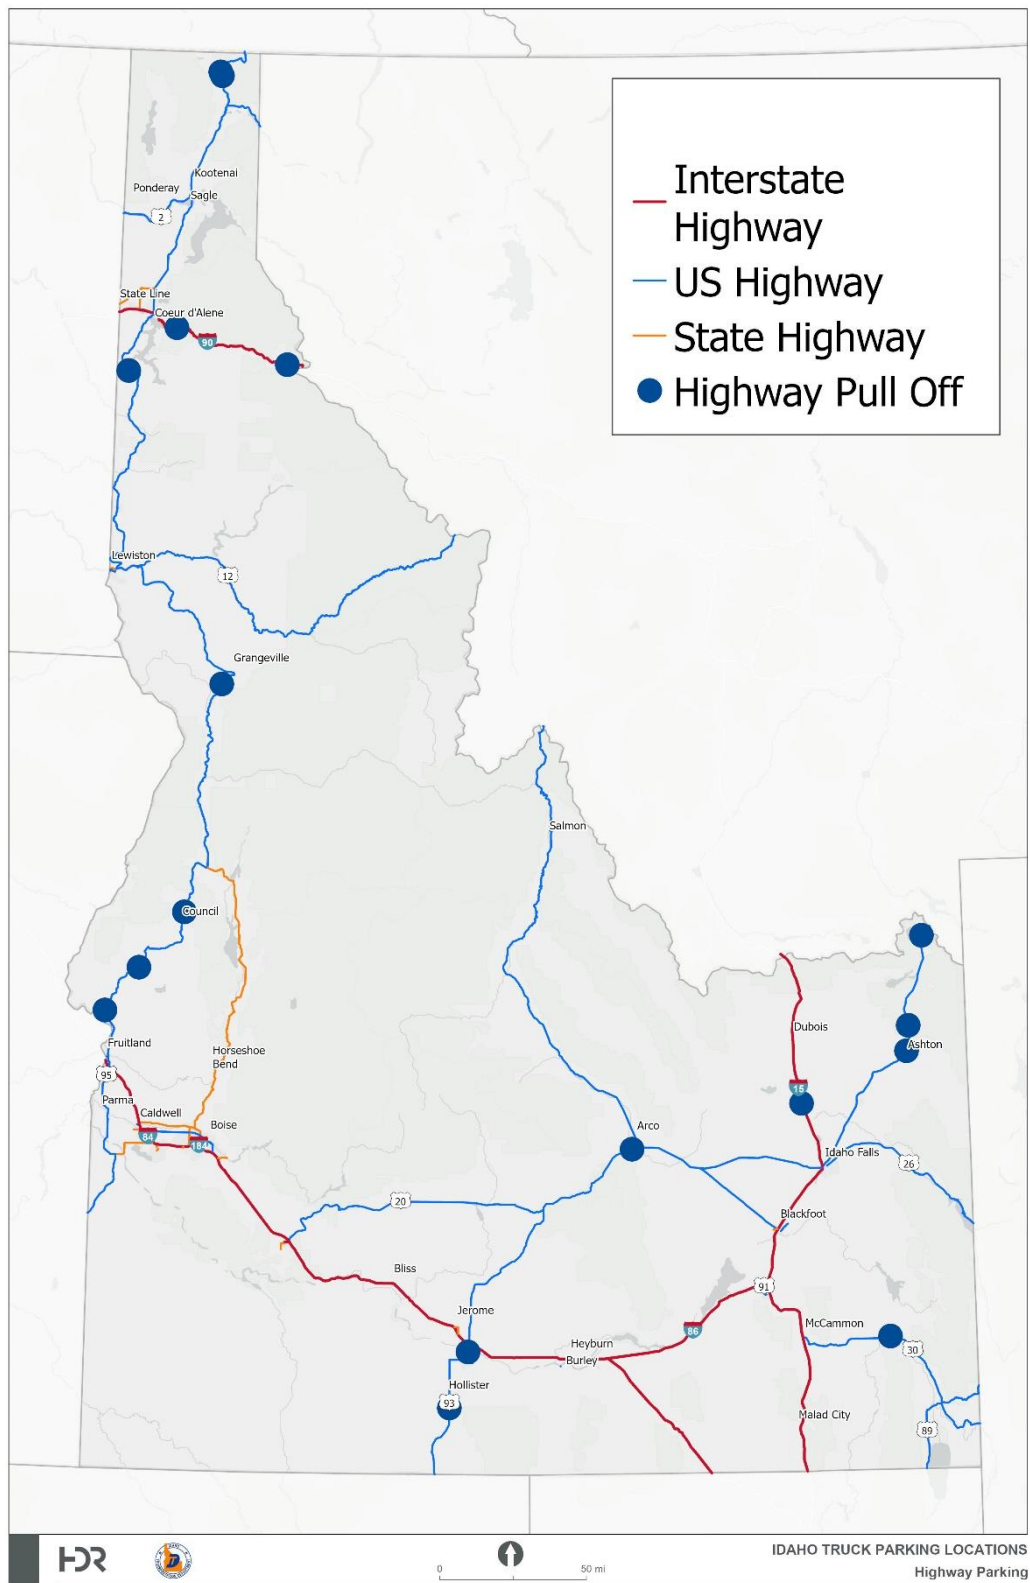 Interstate
Highway
US Highway
State Highway
Highway Pull Off
Kootenai
Ponderay
Sagle
2
State Line
Coeur d'Alene
90
Lewiston
12
Grangeville
Salmon
Council
Fruitland
95
Parma
Caldwell
84
Horseshoe
Bend
Boise
184
Dubois
15
Ashton
Arco
Idaho Falls
26
20
Blackfoot
Bliss
91
Jerome
86
McCammon
30
Heyburn
Burley
Hollister
93
Malad City
89
HDR
0
50 mi
IDAHO TRUCK PARKING LOCATIONS
Highway Parking